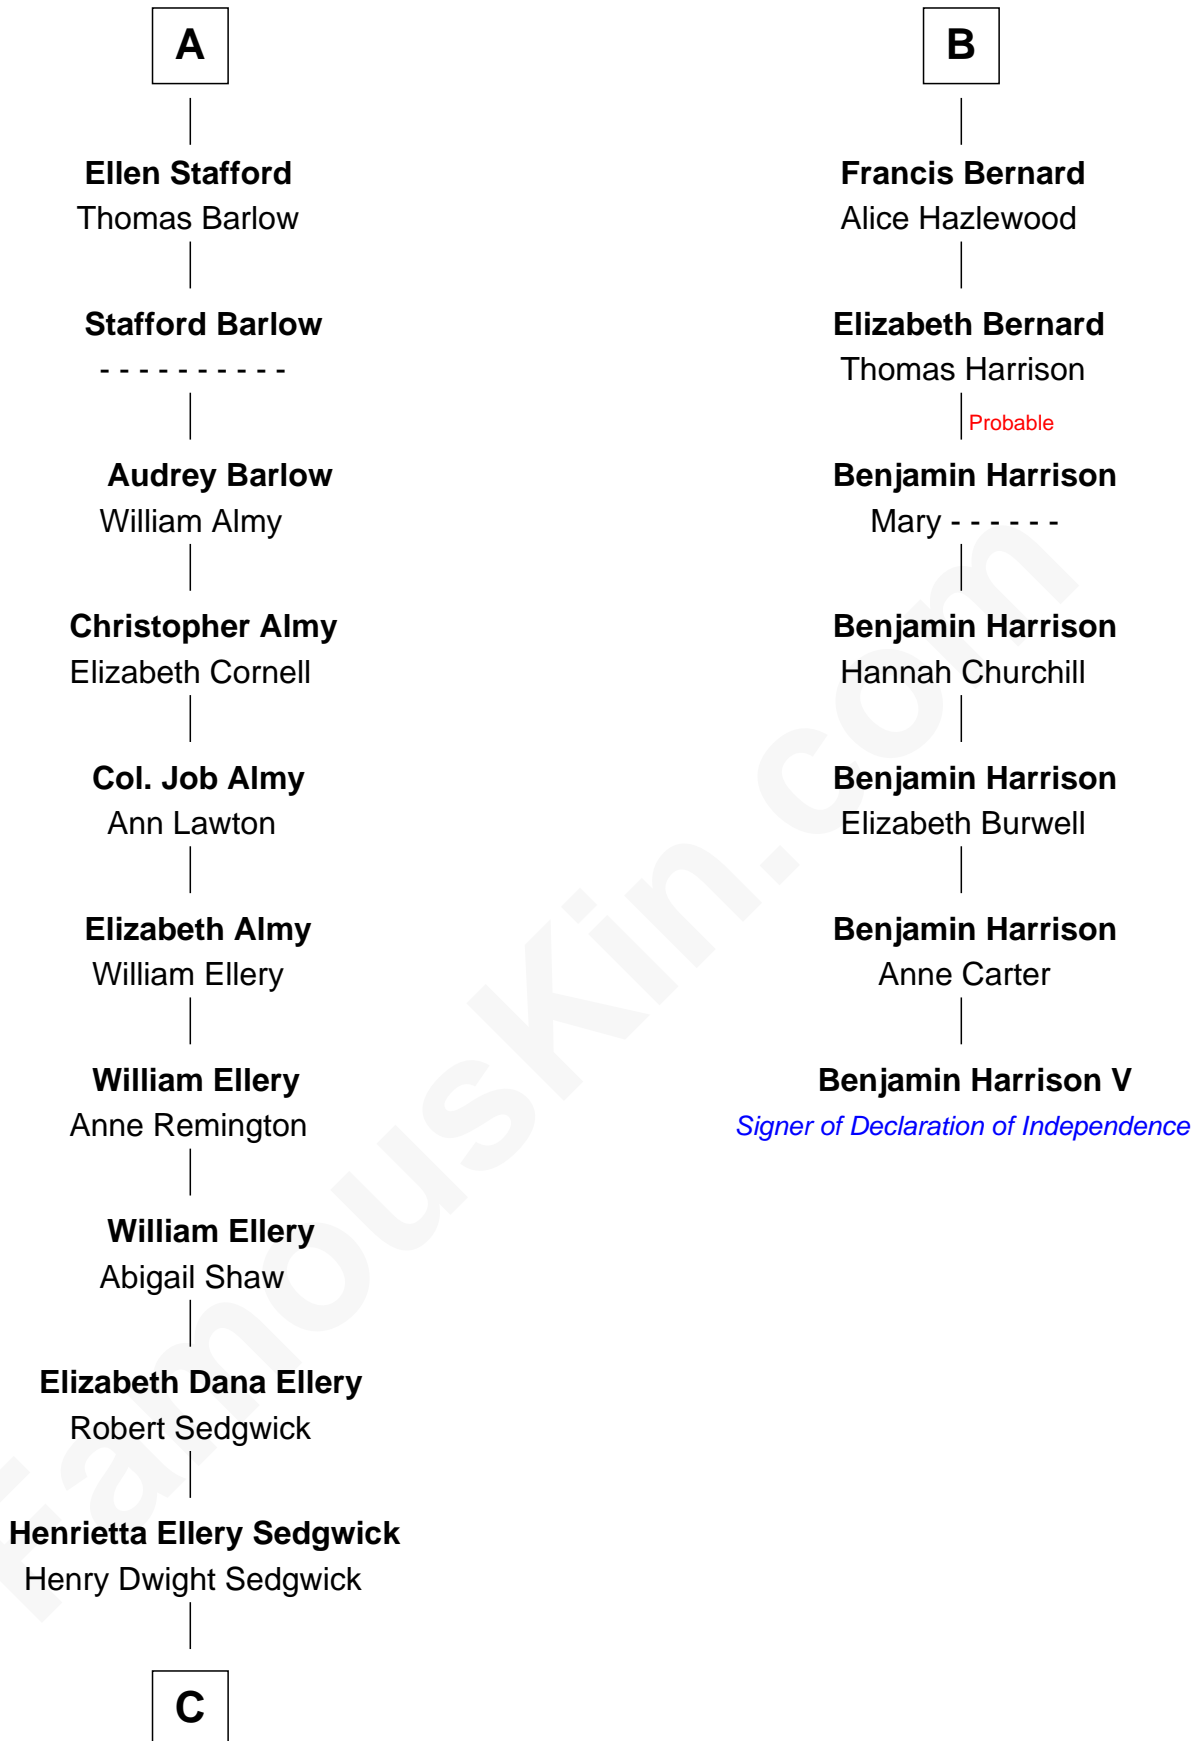 A
Ellen Stafford
Thomas Barlow
Stafford Barlow
- - - - - - - - - -
Audrey Barlow
William Almy
Christopher Almy
Elizabeth Cornell
Col. Job Almy
Ann Lawton
Elizabeth Almy
William Ellery
William Ellery
Anne Remington
William Ellery
Abigail Shaw
Elizabeth Dana Ellery
Robert Sedgwick
Henrietta Ellery Sedgwick
Henry Dwight Sedgwick
C
B
Francis Bernard
Alice Hazlewood
Elizabeth Bernard
Thomas Harrison
Probable
Benjamin Harrison
Mary - - - - - -
Benjamin Harrison
Hannah Churchill
Benjamin Harrison
Elizabeth Burwell
Benjamin Harrison
Anne Carter
Benjamin Harrison V
Signer of Declaration of Independence
FamousKin.com